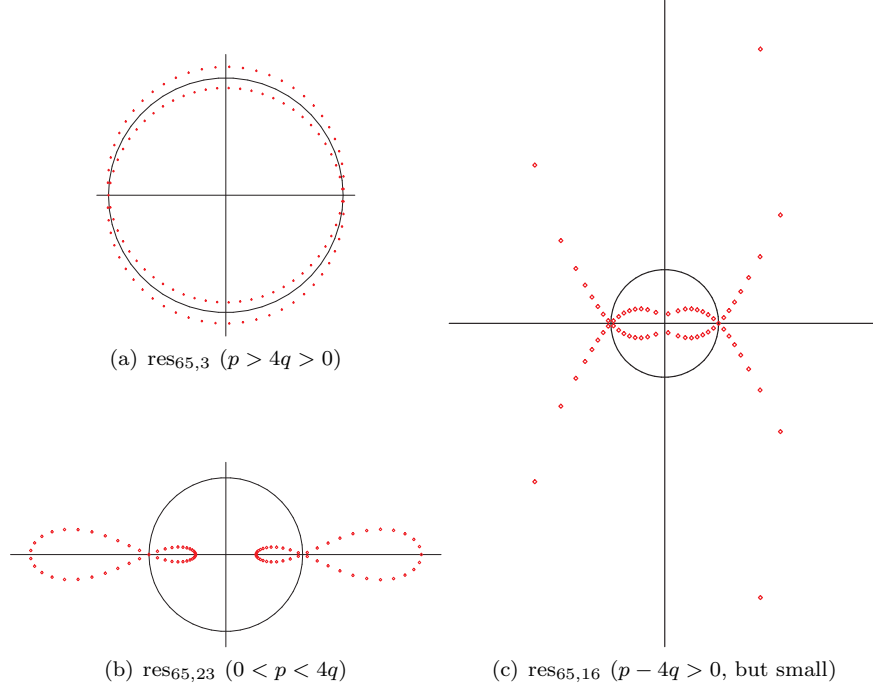 (a) res65,3 (p > 4q > 0)
(b) res65,23 (0 < p < 4q)
(c) res65,16 (p − 4q > 0, but small)